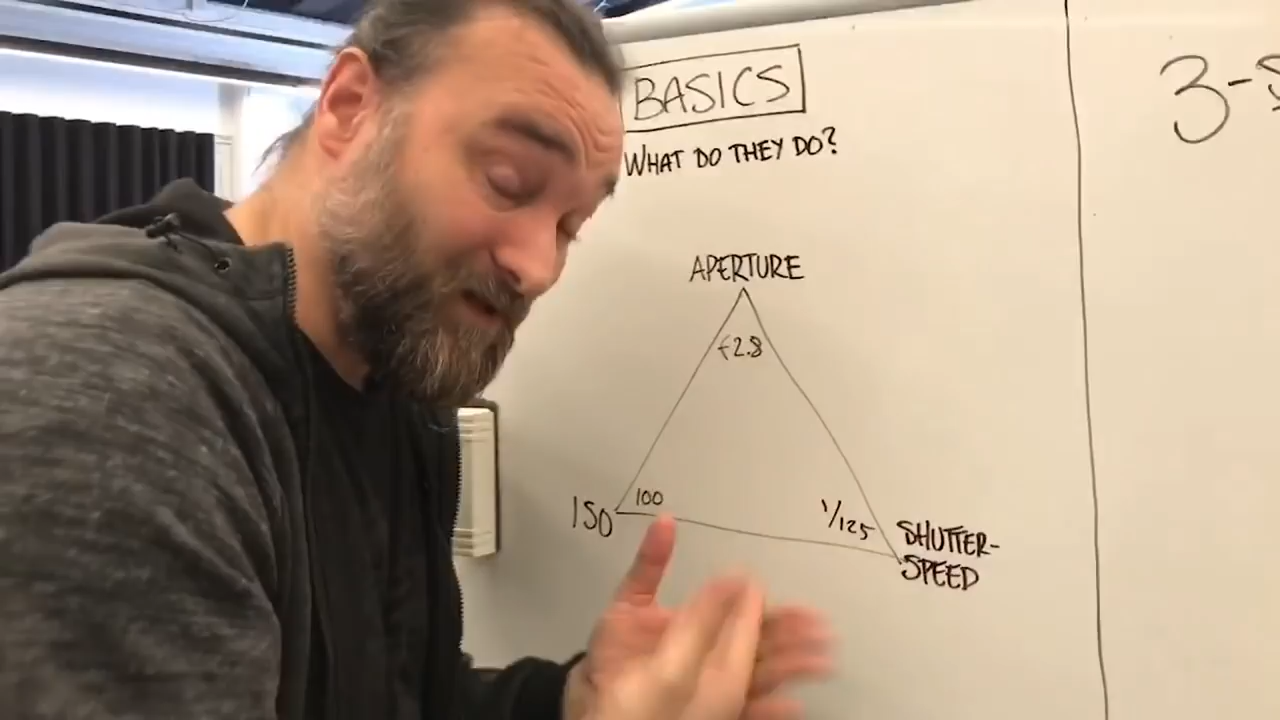 BASICS
WHAT DO THEY DO?
APERTURE
f2.8
ISO
100
1/125
SHUTTER-
SPEED
3-